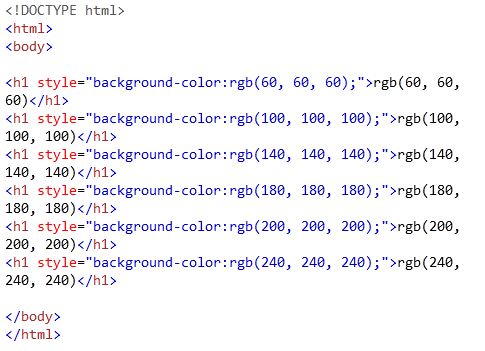 <!DOCTYPE html>
<html>
<body>
<h1 style="background-color:rgb(60, 60, 60);">rgb(60, 60,
60)</h1>
<h1 style="background-color:rgb(100, 100, 100);">rgb(100,
100, 100)</h1>
<h1 style="background-color:rgb(140, 140, 140);">rgb(140,
140, 140)</h1>
<h1 style="background-color:rgb(180, 180, 180);">rgb(180,
180, 180)</h1>
<h1 style="background-color:rgb(200, 200, 200);">rgb(200,
200, 200)</h1>
<h1 style="background-color:rgb(240, 240, 240);">rgb(240,
240, 240)</h1>
</body>
</html>